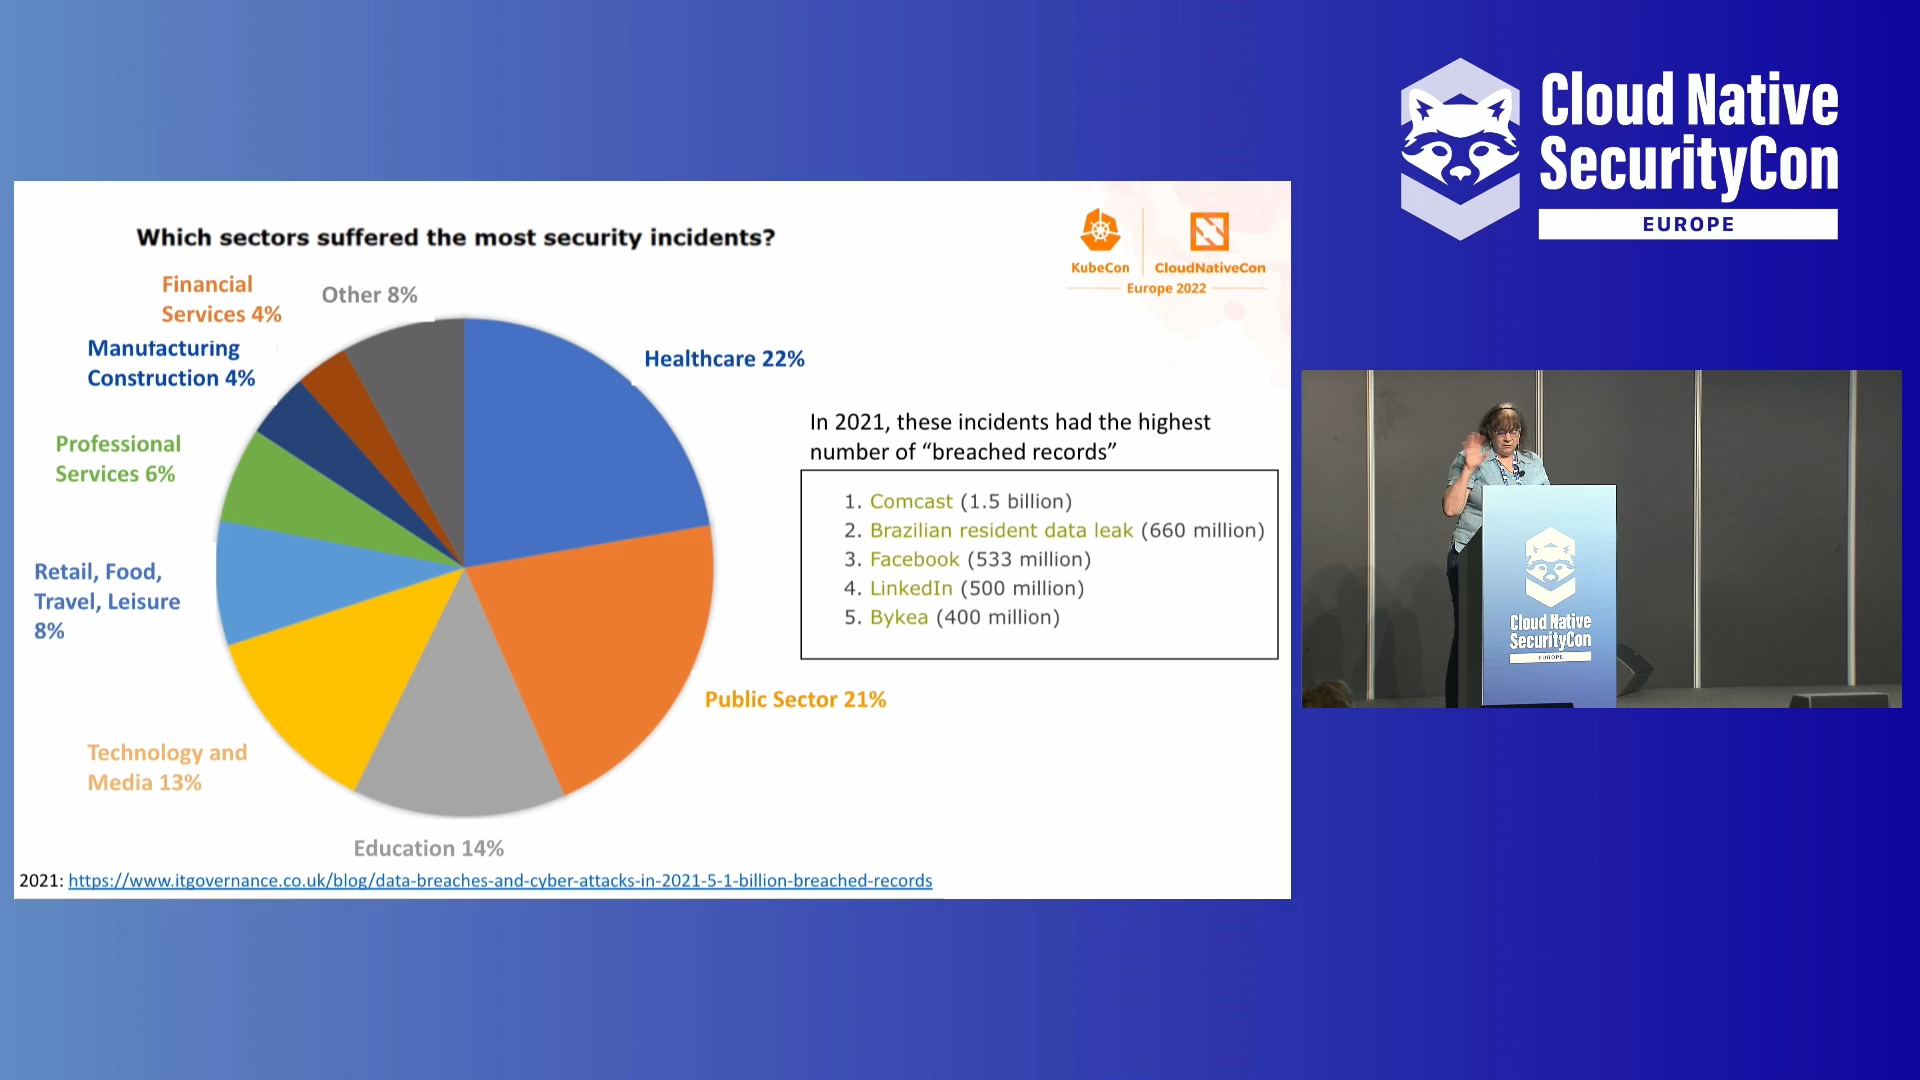 Cloud Native
SecurityCon
EUROPE
Which sectors suffered the most security incidents?
KubeCon
CloudNativeCon
Europe 2022
Financial
Services 4%
Other 8%
Manufacturing
Construction 4%
Healthcare 22%
Professional
Services 6%
In 2021, these incidents had the highest
number of “breached records”
1. Comcast (1.5 billion)
2. Brazilian resident data leak (660 million)
3. Facebook (533 million)
4. LinkedIn (500 million)
5. Bykea (400 million)
Retail, Food,
Travel, Leisure
8%
Public Sector 21%
Technology and
Media 13%
Education 14%
2021: https://www.itgovernance.co.uk/blog/data-breaches-and-cyber-attacks-in-2021-5-1-billion-breached-records
Cloud Native
SecurityCon
EUROPE